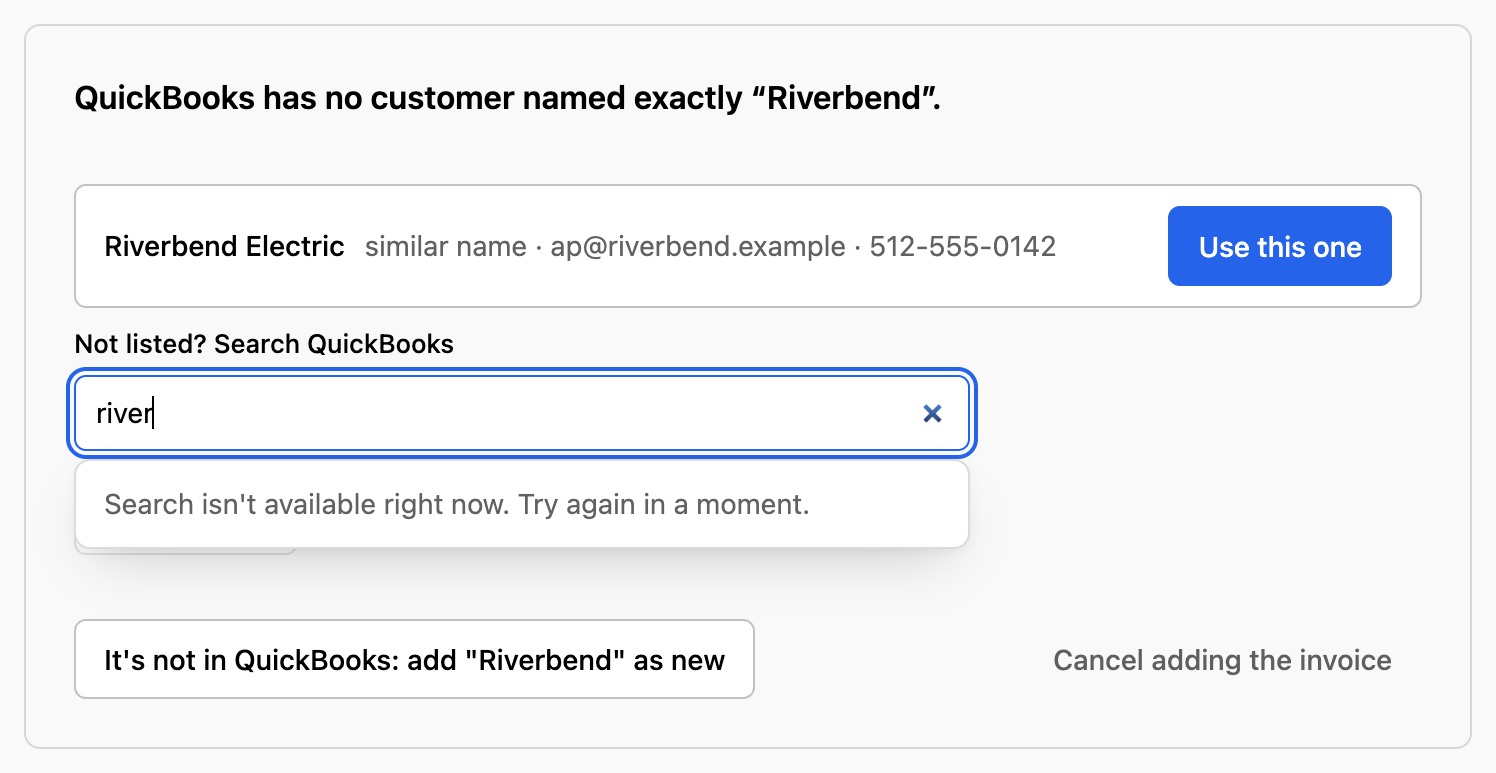 QuickBooks has no customer named exactly “Riverbend”.
Riverbend Electric similar name · ap@riverbend.example · 512-555-0142 Use this one
Not listed? Search QuickBooks
river
Search isn't available right now. Try again in a moment.
It's not in QuickBooks: add "Riverbend" as new Cancel adding the invoice